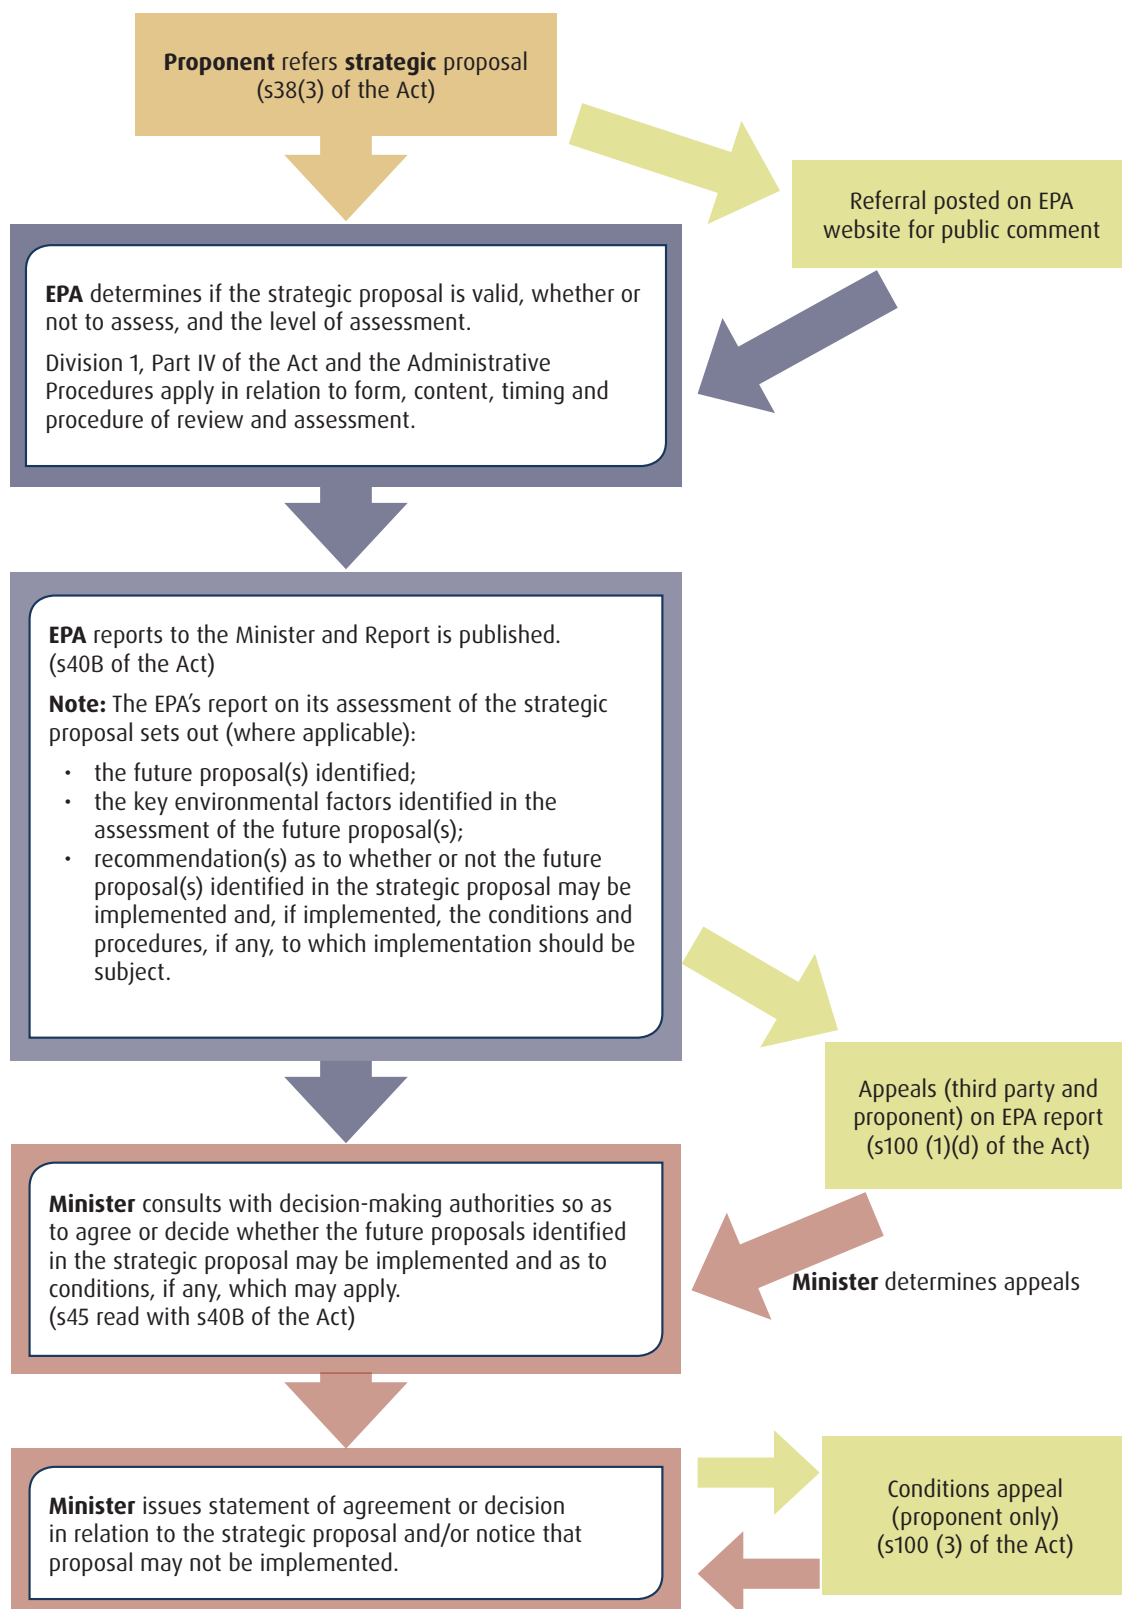 Proponent refers strategic proposal
(s38(3) of the Act)
Referral posted on EPA
website for public comment
EPA determines if the strategic proposal is valid, whether or
not to assess, and the level of assessment.
Division 1, Part IV of the Act and the Administrative
Procedures apply in relation to form, content, timing and
procedure of review and assessment.
EPA reports to the Minister and Report is published.
(s40B of the Act)
Note: The EPA’s report on its assessment of the strategic
proposal sets out (where applicable):
• the future proposal(s) identified;
• the key environmental factors identified in the
assessment of the future proposal(s);
• recommendation(s) as to whether or not the future
proposal(s) identified in the strategic proposal may be
implemented and, if implemented, the conditions and
procedures, if any, to which implementation should be
subject.
Appeals (third party and
proponent) on EPA report
(s100 (1)(d) of the Act)
Minister consults with decision-making authorities so as
to agree or decide whether the future proposals identified
in the strategic proposal may be implemented and as to
conditions, if any, which may apply.
(s45 read with s40B of the Act)
Minister determines appeals
Minister issues statement of agreement or decision
in relation to the strategic proposal and/or notice that
proposal may not be implemented.
Conditions appeal
(proponent only)
(s100 (3) of the Act)